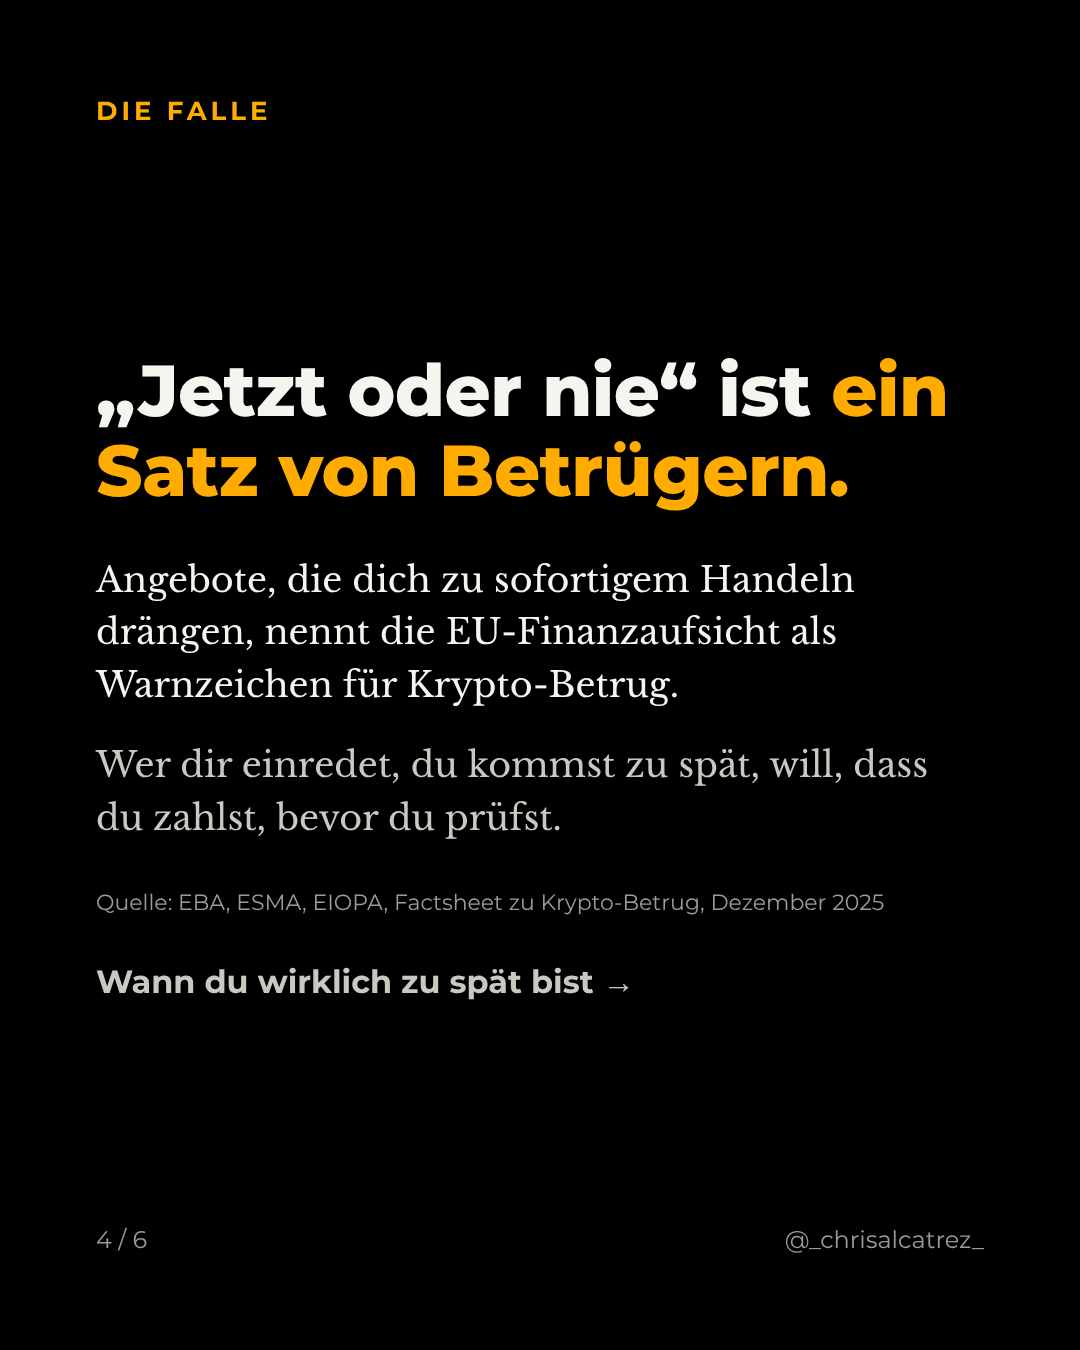 DIE FALLE
„Jetzt oder nie“ ist ein
Satz von Betrügern.
Angebote, die dich zu sofortigem Handeln
drängen, nennt die EU-Finanzaufsicht als
Warnzeichen für Krypto-Betrug.
Wer dir einredet, du kommst zu spät, will, dass
du zahlst, bevor du prüfst.
Quelle: EBA, ESMA, EIOPA, Factsheet zu Krypto-Betrug, Dezember 2025
Wann du wirklich zu spät bist →
4 / 6
@_chrisalcatrez_